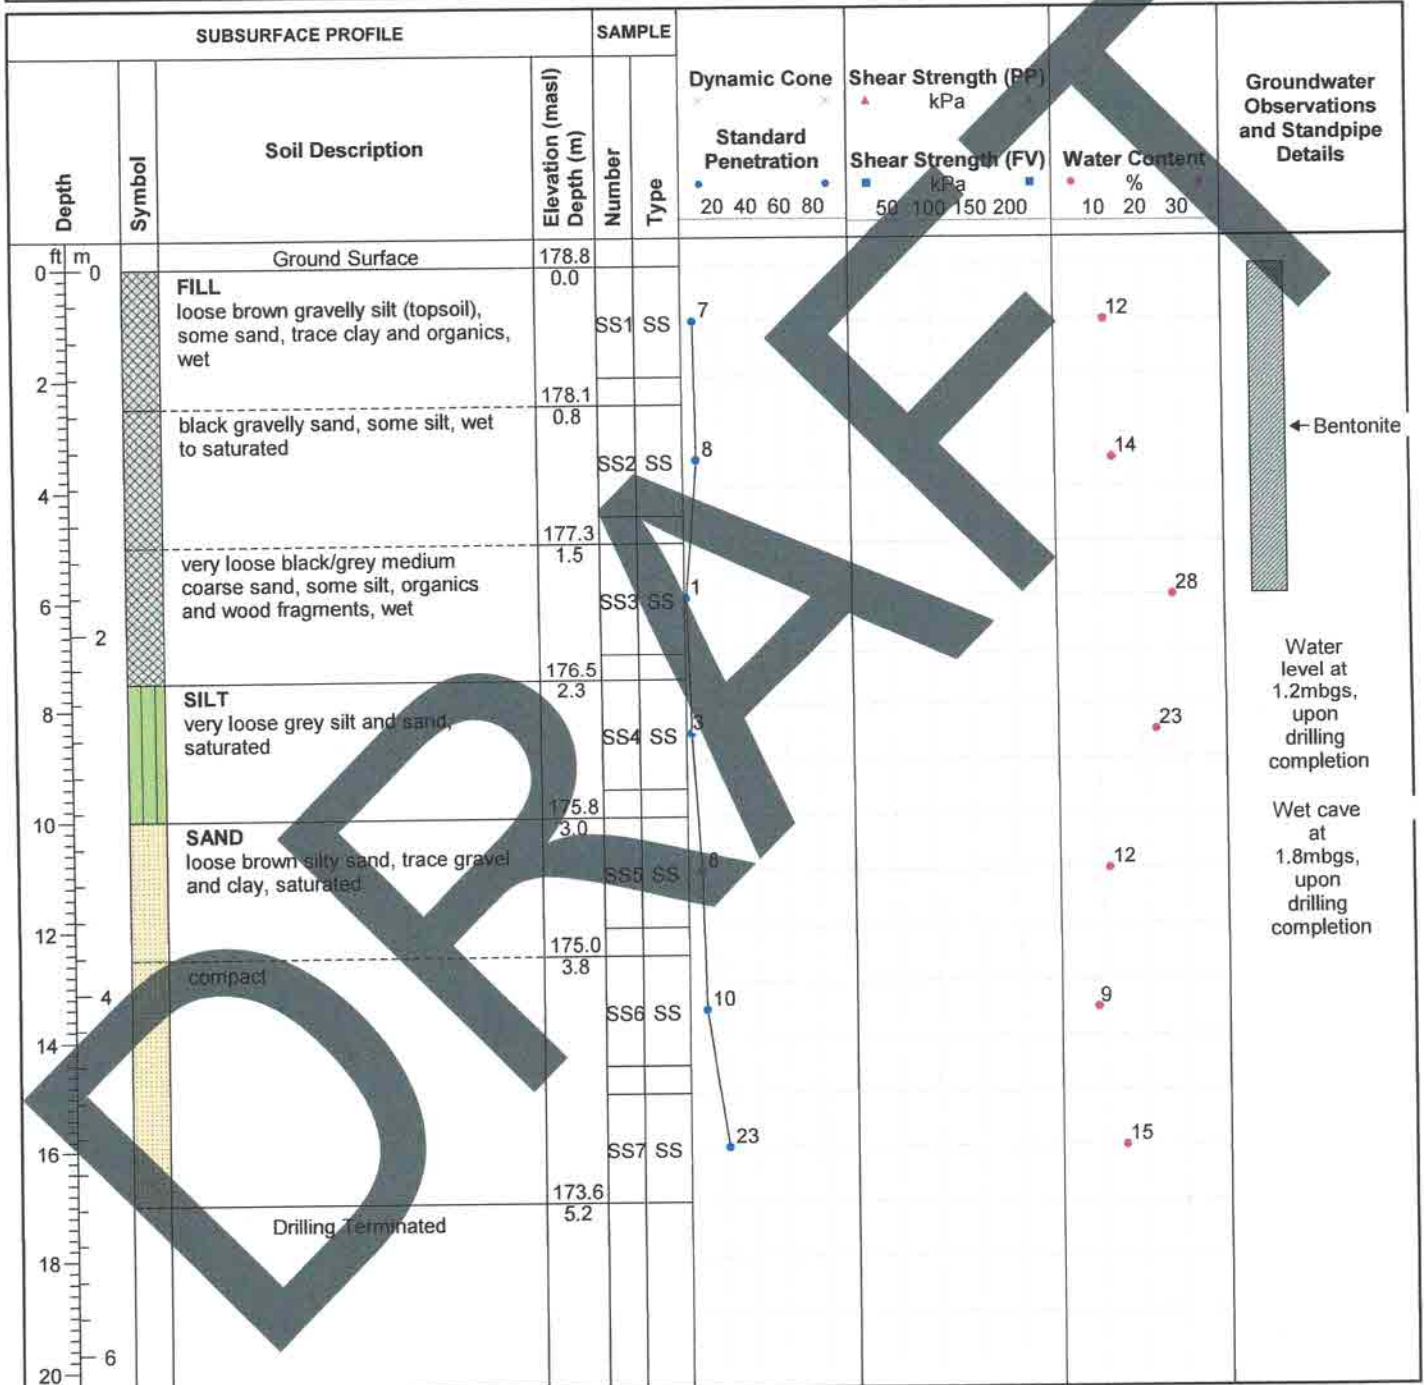 SUBSURFACE PROFILE
SAMPLE
Depth
Symbol
Soil Description
Elevation (masl)
Depth (m)
Number
Type
Dynamic Cone
Standard
Penetration
20 40 60 80
Shear Strength (PP)
kPa
Shear Strength (FV)
kPa
50 100 150 200
Water Content
%
10 20 30
Groundwater
Observations
and Standpipe
Details
ft m
0 0
2
4
6
2
8
10
12
4
14
16
18
6
20
Ground Surface
178.8
0.0
FILL
loose brown gravelly silt (topsoil),
some sand, trace clay and organics,
wet
SS1 SS
7
12
178.1
0.8
black gravelly sand, some silt, wet
to saturated
SS2 SS
8
14
Bentonite
177.3
1.5
very loose black/grey medium
coarse sand, some silt, organics
and wood fragments, wet
SS3 SS
1
28
176.5
2.3
SILT
very loose grey silt and sand,
saturated
SS4 SS
3
23
Water
level at
1.2mbgs,
upon
drilling
completion
175.8
3.0
SAND
loose brown silty sand, trace gravel
and clay, saturated
SS5 SS
8
12
Wet cave
at
1.8mbgs,
upon
drilling
completion
175.0
3.8
compact
SS6 SS
10
9
SS7 SS
23
15
173.6
5.2
Drilling Terminated
DRAFT